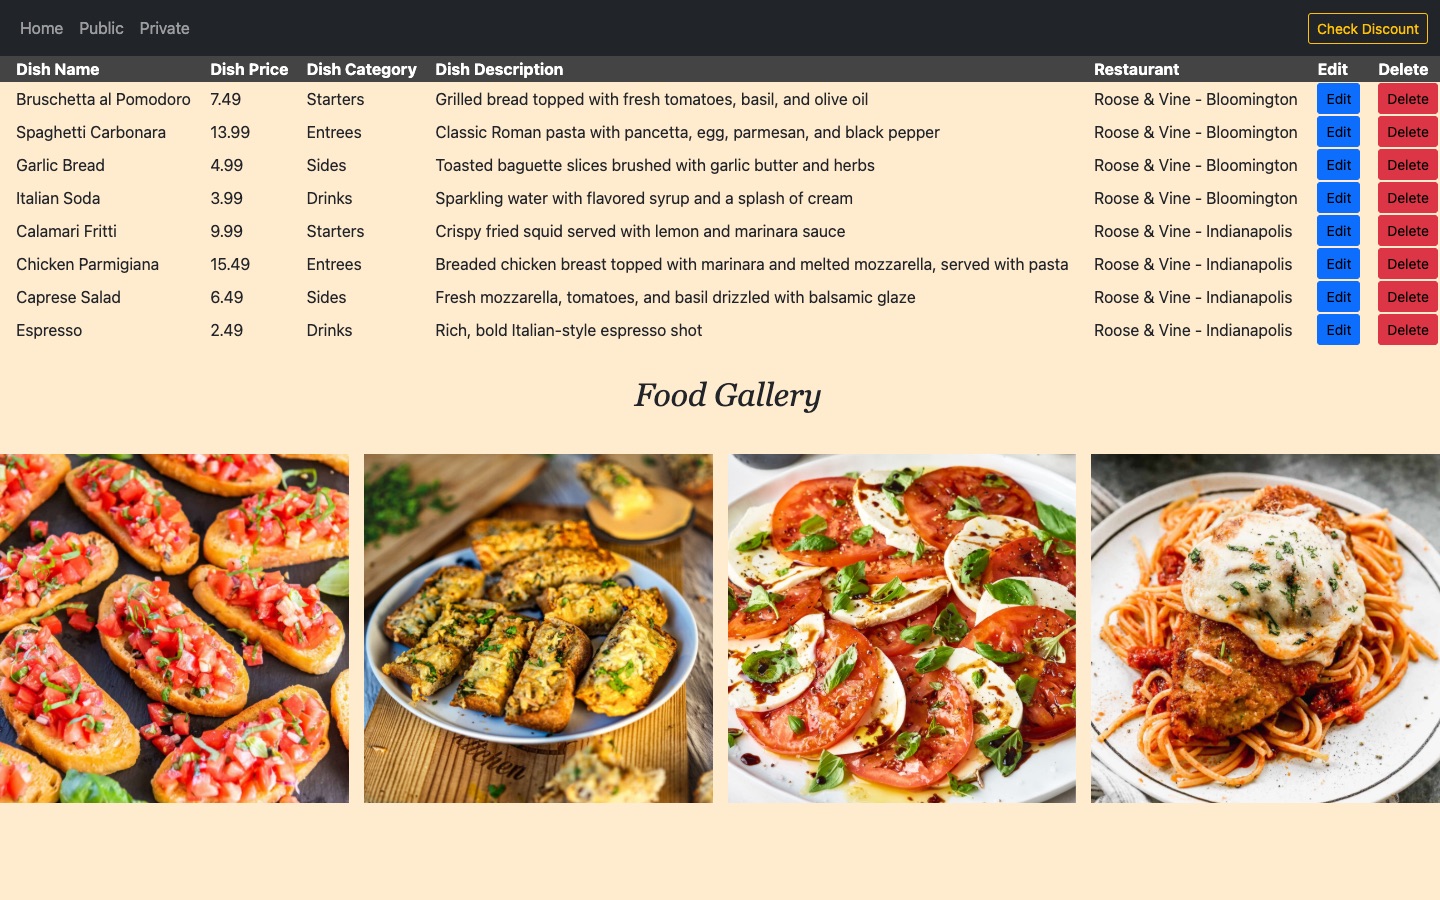 Home Public Private Check Discount
Dish Name Dish Price Dish Category Dish Description Restaurant Edit Delete
Bruschetta al Pomodoro 7.49 Starters Grilled bread topped with fresh tomatoes, basil, and olive oil Roose & Vine - Bloomington Edit Delete
Spaghetti Carbonara 13.99 Entrees Classic Roman pasta with pancetta, egg, parmesan, and black pepper Roose & Vine - Bloomington Edit Delete
Garlic Bread 4.99 Sides Toasted baguette slices brushed with garlic butter and herbs Roose & Vine - Bloomington Edit Delete
Italian Soda 3.99 Drinks Sparkling water with flavored syrup and a splash of cream Roose & Vine - Bloomington Edit Delete
Calamari Fritti 9.99 Starters Crispy fried squid served with lemon and marinara sauce Roose & Vine - Indianapolis Edit Delete
Chicken Parmigiana 15.49 Entrees Breaded chicken breast topped with marinara and melted mozzarella, served with pasta Roose & Vine - Indianapolis Edit Delete
Caprese Salad 6.49 Sides Fresh mozzarella, tomatoes, and basil drizzled with balsamic glaze Roose & Vine - Indianapolis Edit Delete
Espresso 2.49 Drinks Rich, bold Italian-style espresso shot Roose & Vine - Indianapolis Edit Delete
Food Gallery
kitchen